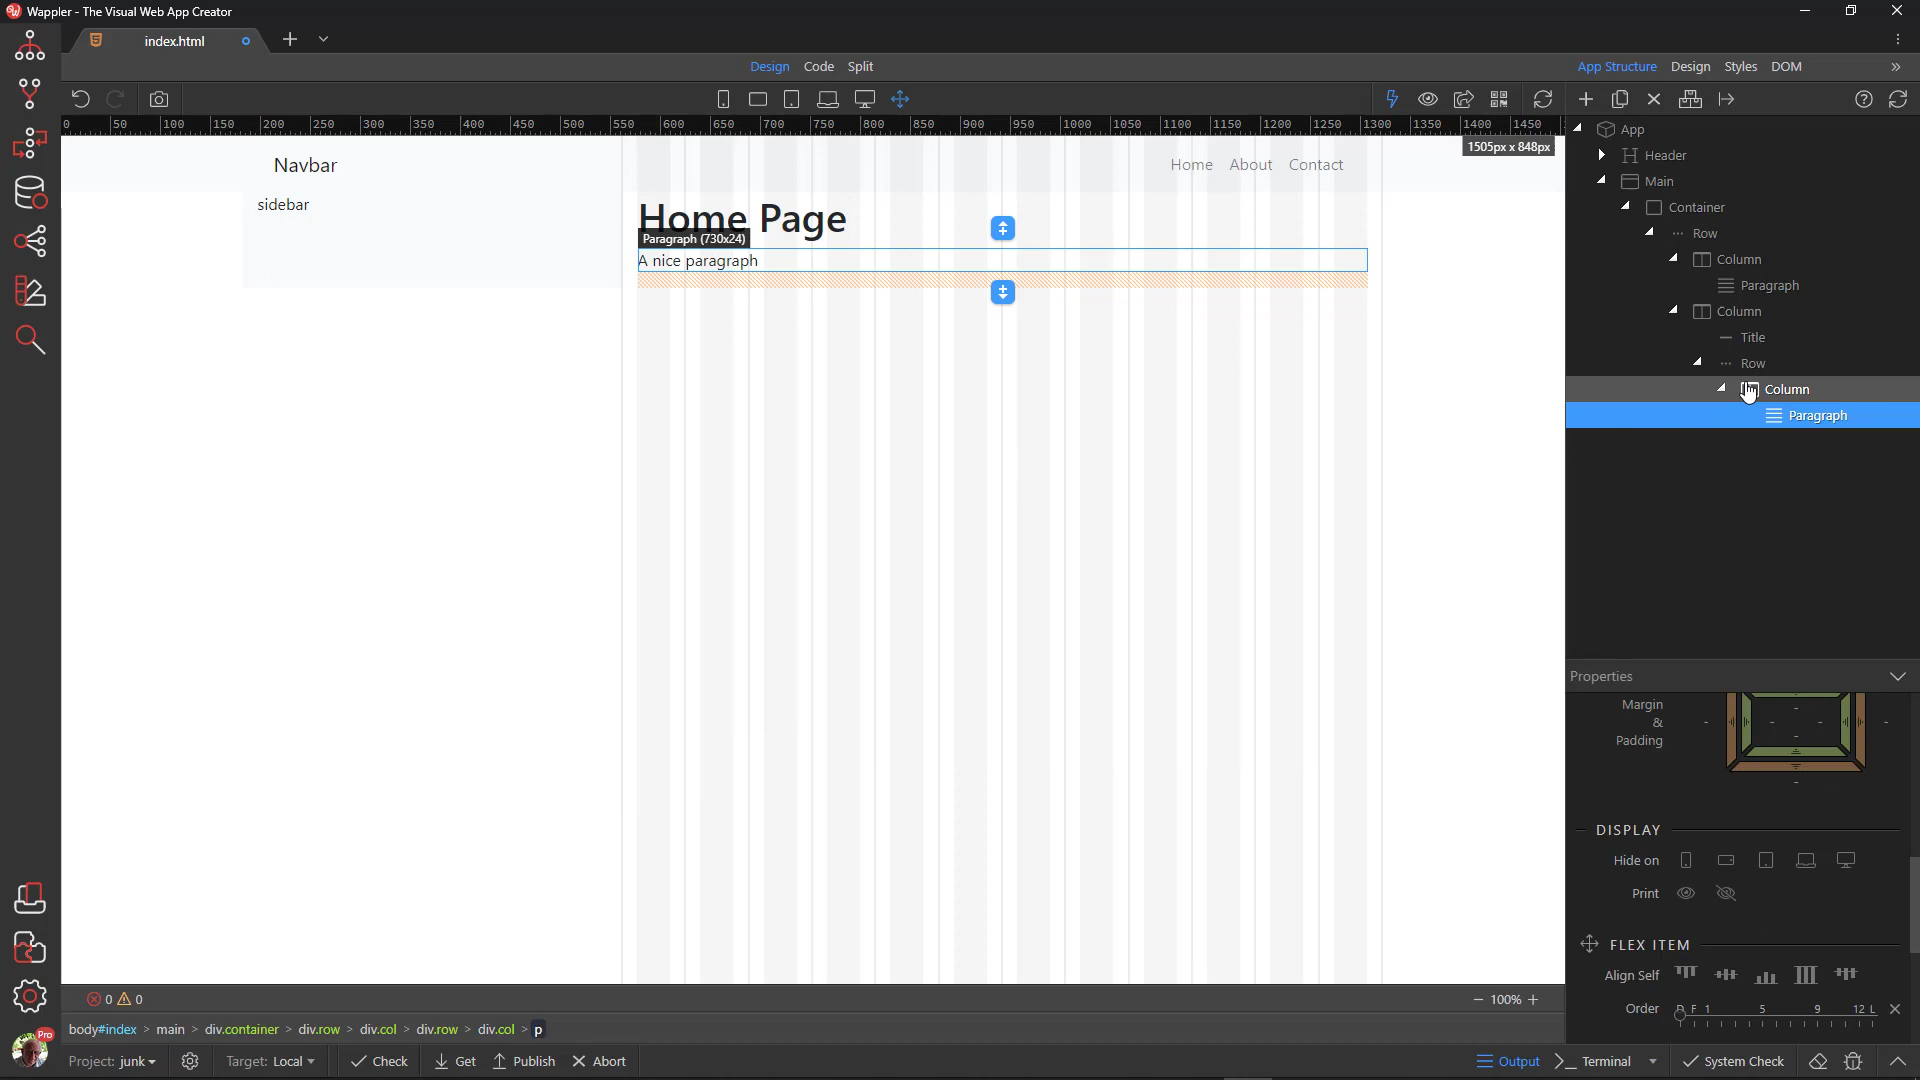 Wappler - The Visual Web App Creator
index.html
Design Code Split
App Structure Design Styles DOM
0 50 100 150 200 250 300 350 400 450 500 550 600 650 700 750 800 850 900 950 1000 1050 1100 1150 1200 1250 1300 1350 1400 1450
1505px x 848px
Navbar
Home About Contact
sidebar
Home Page
Paragraph (730x24)
A nice paragraph
App
Header
Main
Container
Row
Column
Paragraph
Column
Title
Row
Column
Paragraph
Properties
Margin
&
Padding
DISPLAY
Hide on
Print
FLEX ITEM
Align Self
Order D F 1 5 9 12 L
0 0
100%
body#index > main > div.container > div.row > div.col > div.row > div.col > p
Pro
Project: junk
Target: Local
Check
Get
Publish
Abort
Output
Terminal
System Check